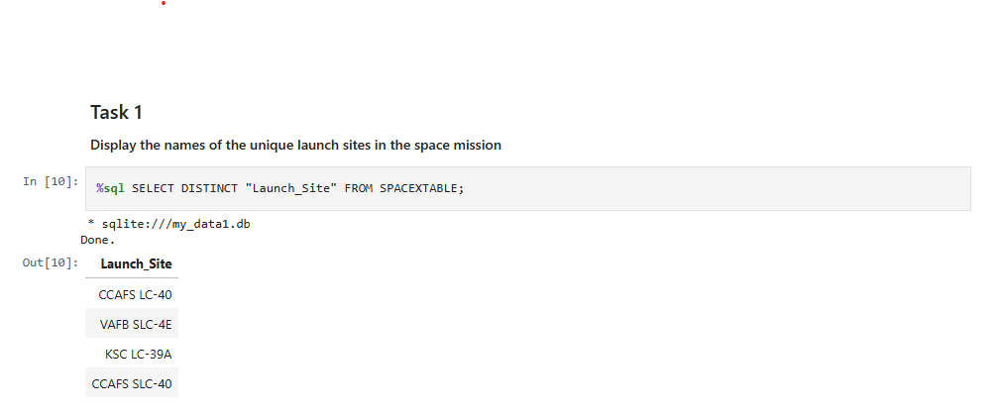 Task 1
Display the names of the unique launch sites in the space mission
In [10]: %sql SELECT DISTINCT "Launch_Site" FROM SPACEXTABLE;
* sqlite:///my_data1.db
Done.
Out[10]: Launch_Site
CCAFS LC-40
VAFB SLC-4E
KSC LC-39A
CCAFS SLC-40